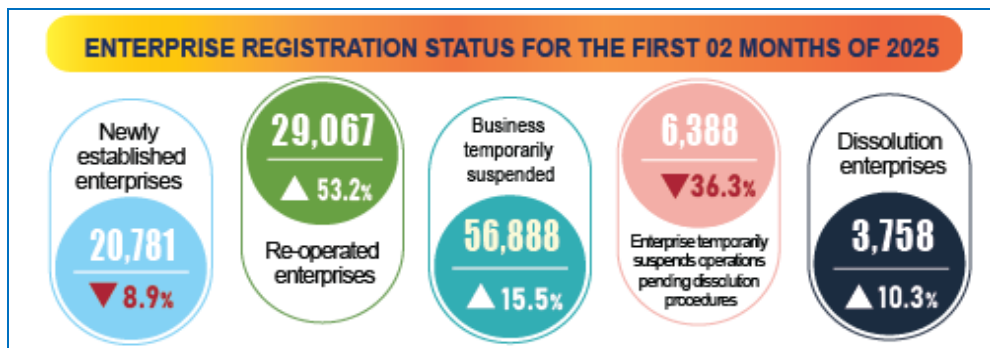 ENTERPRISE REGISTRATION STATUS FOR THE FIRST 02 MONTHS OF 2025
Newly
established
enterprises
20,781
▼ 8.9%
29,067
▲ 53.2%
Re-operated
enterprises
Business
temporarily
suspended
56,888
▲ 15.5%
6,388
▼36.3%
Enterprise temporarily
suspends operations
pending dissolution
procedures
Dissolution
enterprises
3,758
▲ 10.3%